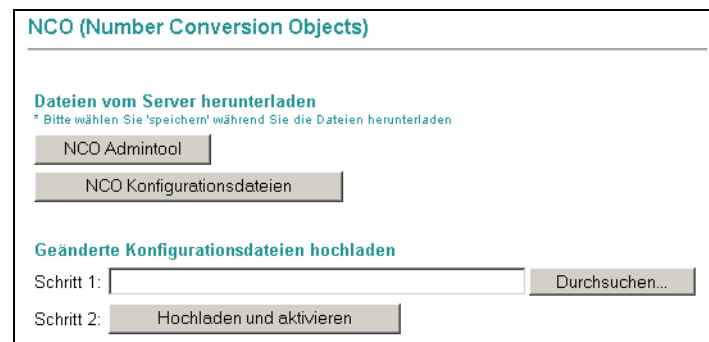 NCO (Number Conversion Objects)
Dateien vom Server herunterladen
* Bitte wählen Sie 'speichern' während Sie die Dateien herunterladen
NCO Admintool
NCO Konfigurationsdateien
Geänderte Konfigurationsdateien hochladen
Schritt 1: Durchsuchen...
Schritt 2: Hochladen und aktivieren